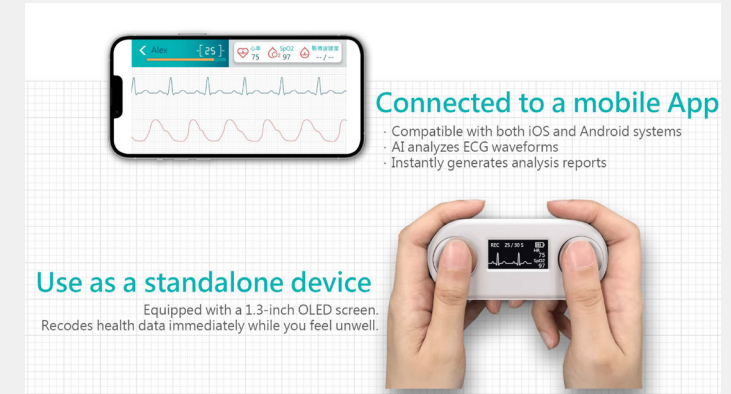 Alex
25
心率
75
SpO2
97
-- / --
Connected to a mobile App
· Compatible with both iOS and Android systems
· AI analyzes ECG waveforms
· Instantly generates analysis reports
REC 25/30 S
HR
75
SpO2
97
Use as a standalone device
Equipped with a 1.3-inch OLED screen.
Recodes health data immediately while you feel unwell.